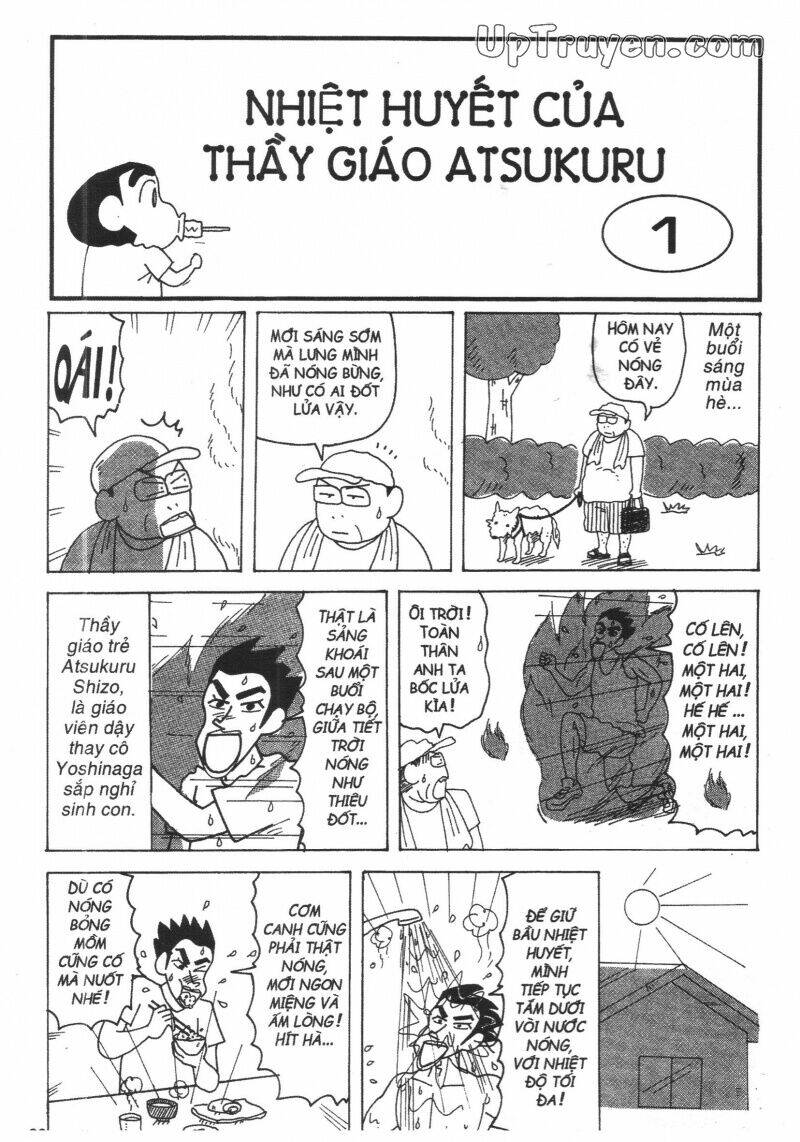 UpTruyen.com
NHIỆT HUYẾT CỦA
THẦY GIÁO ATSUKURU
1
Một
buổi
sáng
mùa
hè...
HÔM NAY
CÓ VẺ
NÓNG
ĐÂY.
MỚI SÁNG SỚM
MÀ LƯNG MÌNH
ĐÃ NÓNG BỪNG,
NHƯ CÓ AI ĐỐT
LỬA VẬY.
QÁI!
CỐ LÊN,
CỐ LÊN!
MỘT HAI,
MỘT HAI!
HẾ HẾ ...
MỘT HAI,
MỘT HAI!
ÔI TRỜI!
TOÀN
THÂN
ANH TA
BỐC LỬA
KÌA!
THẬT LÀ
SẢNG
KHOÁI
SAU MỘT
BUỔI
CHẠY BỘ
GIỮA TIẾT
TRỜI
NÓNG
NHƯ
THIÊU
ĐỐT...
Thầy
giáo trẻ
Atsukuru
Shizo,
là giáo
viên dậy
thay cô
Yoshinaga
sắp nghỉ
sinh con.
ĐỂ GIỮ
BẦU NHIỆT
HUYẾT,
MÌNH
TIẾP TỤC
TẮM DƯỚI
VÒI NƯỚC
NÓNG,
VỚI NHIỆT
ĐỘ TỐI
ĐA!
CƠM
CANH CŨNG
PHẢI THẬT
NÓNG,
MỚI NGON
MIỆNG VÀ
ẤM LÒNG!
HÍT HÀ...
DÙ CÓ
NÓNG
BỎNG
MỒM
CŨNG CỐ
MÀ NUỐT
NHÉ!